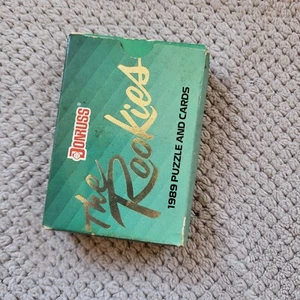 DONRUSS
The
Rookies
1989 PUZZLE AND CARDS